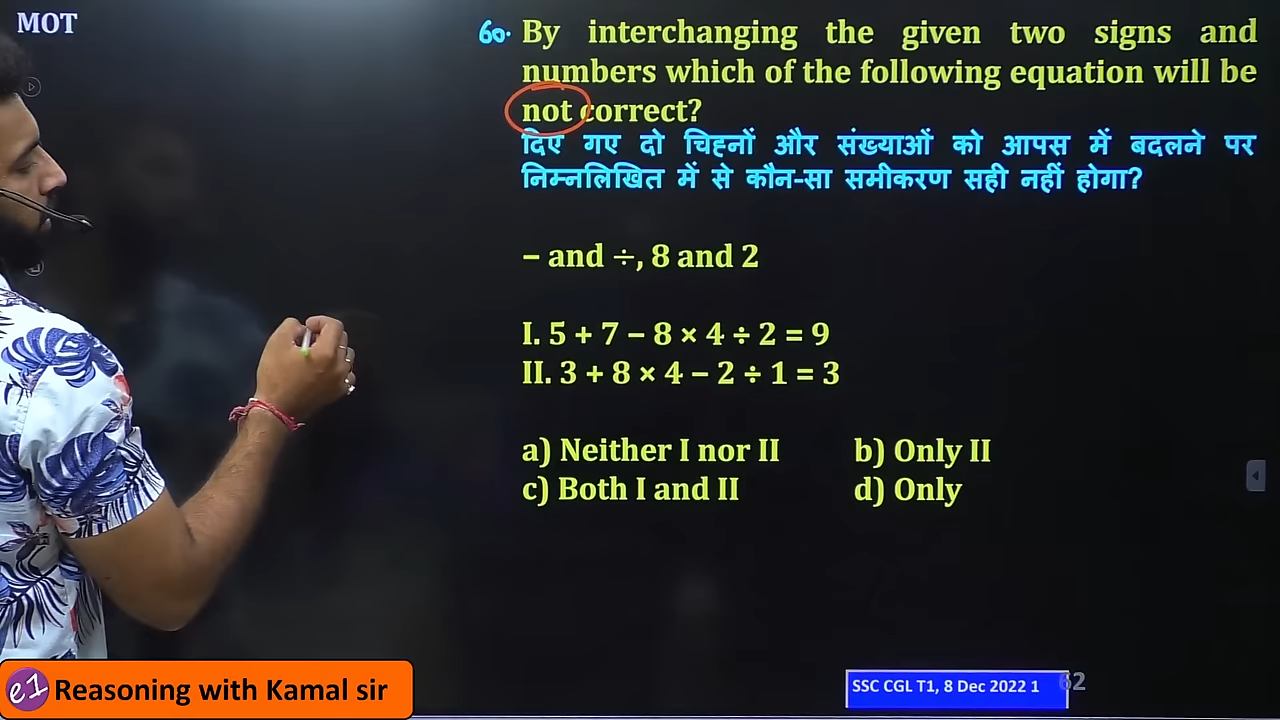 MOT
60. By interchanging the given two signs and
numbers which of the following equation will be
not correct?
दिए गए दो चिह्नों और संख्याओं को आपस में बदलने पर
निम्नलिखित में से कौन-सा समीकरण सही नहीं होगा?
– and ÷, 8 and 2
I. 5 + 7 – 8 × 4 ÷ 2 = 9
II. 3 + 8 × 4 – 2 ÷ 1 = 3
a) Neither I nor II b) Only II
c) Both I and II d) Only
e1 Reasoning with Kamal sir
SSC CGL T1, 8 Dec 2022 1 62